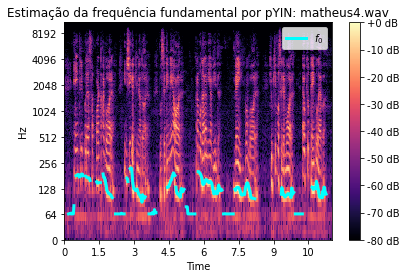 Estimação da frequência fundamental por pYIN: matheus4.wav
f0
Hz
8192
4096
2048
1024
512
256
128
64
0
0 1.5 3 4.5 6 7.5 9 10
Time
+0 dB
-10 dB
-20 dB
-30 dB
-40 dB
-50 dB
-60 dB
-70 dB
-80 dB